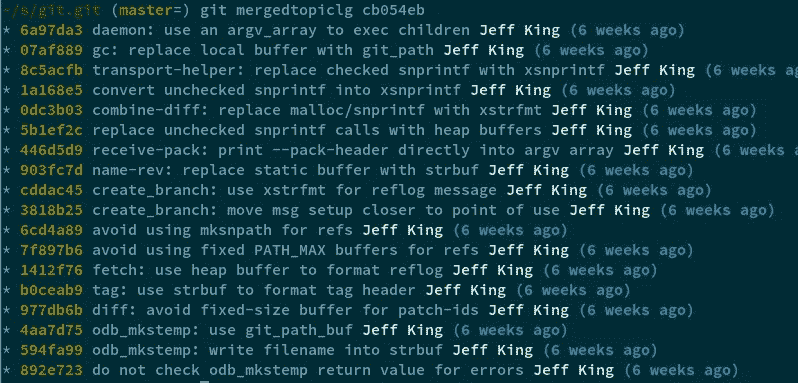 ~/s/git.git (master=) git mergedtopiclg cb054eb
* 6a97da3 daemon: use an argv_array to exec children Jeff King (6 weeks ago)
* 07af889 gc: replace local buffer with git_path Jeff King (6 weeks ago)
* 8c5acfb transport-helper: replace checked snprintf with xsnprintf Jeff King (6 weeks ag
* 1a168e5 convert unchecked snprintf into xsnprintf Jeff King (6 weeks ago)
* 0dc3b03 combine-diff: replace malloc/snprintf with xstrfmt Jeff King (6 weeks ago)
* 5b1ef2c replace unchecked snprintf calls with heap buffers Jeff King (6 weeks ago)
* 446d5d9 receive-pack: print --pack-header directly into argv array Jeff King (6 weeks a
* 903fc7d name-rev: replace static buffer with strbuf Jeff King (6 weeks ago)
* cddac45 create_branch: use xstrfmt for reflog message Jeff King (6 weeks ago)
* 3818b25 create_branch: move msg setup closer to point of use Jeff King (6 weeks ago)
* 6cd4a89 avoid using mksnpath for refs Jeff King (6 weeks ago)
* 7f897b6 avoid using fixed PATH_MAX buffers for refs Jeff King (6 weeks ago)
* 1412f76 fetch: use heap buffer to format reflog Jeff King (6 weeks ago)
* b0ceab9 tag: use strbuf to format tag header Jeff King (6 weeks ago)
* 977db6b diff: avoid fixed-size buffer for patch-ids Jeff King (6 weeks ago)
* 4aa7d75 odb_mkstemp: use git_path_buf Jeff King (6 weeks ago)
* 594fa99 odb_mkstemp: write filename into strbuf Jeff King (6 weeks ago)
* 892e723 do not check odb_mkstemp return value for errors Jeff King (6 weeks ago)